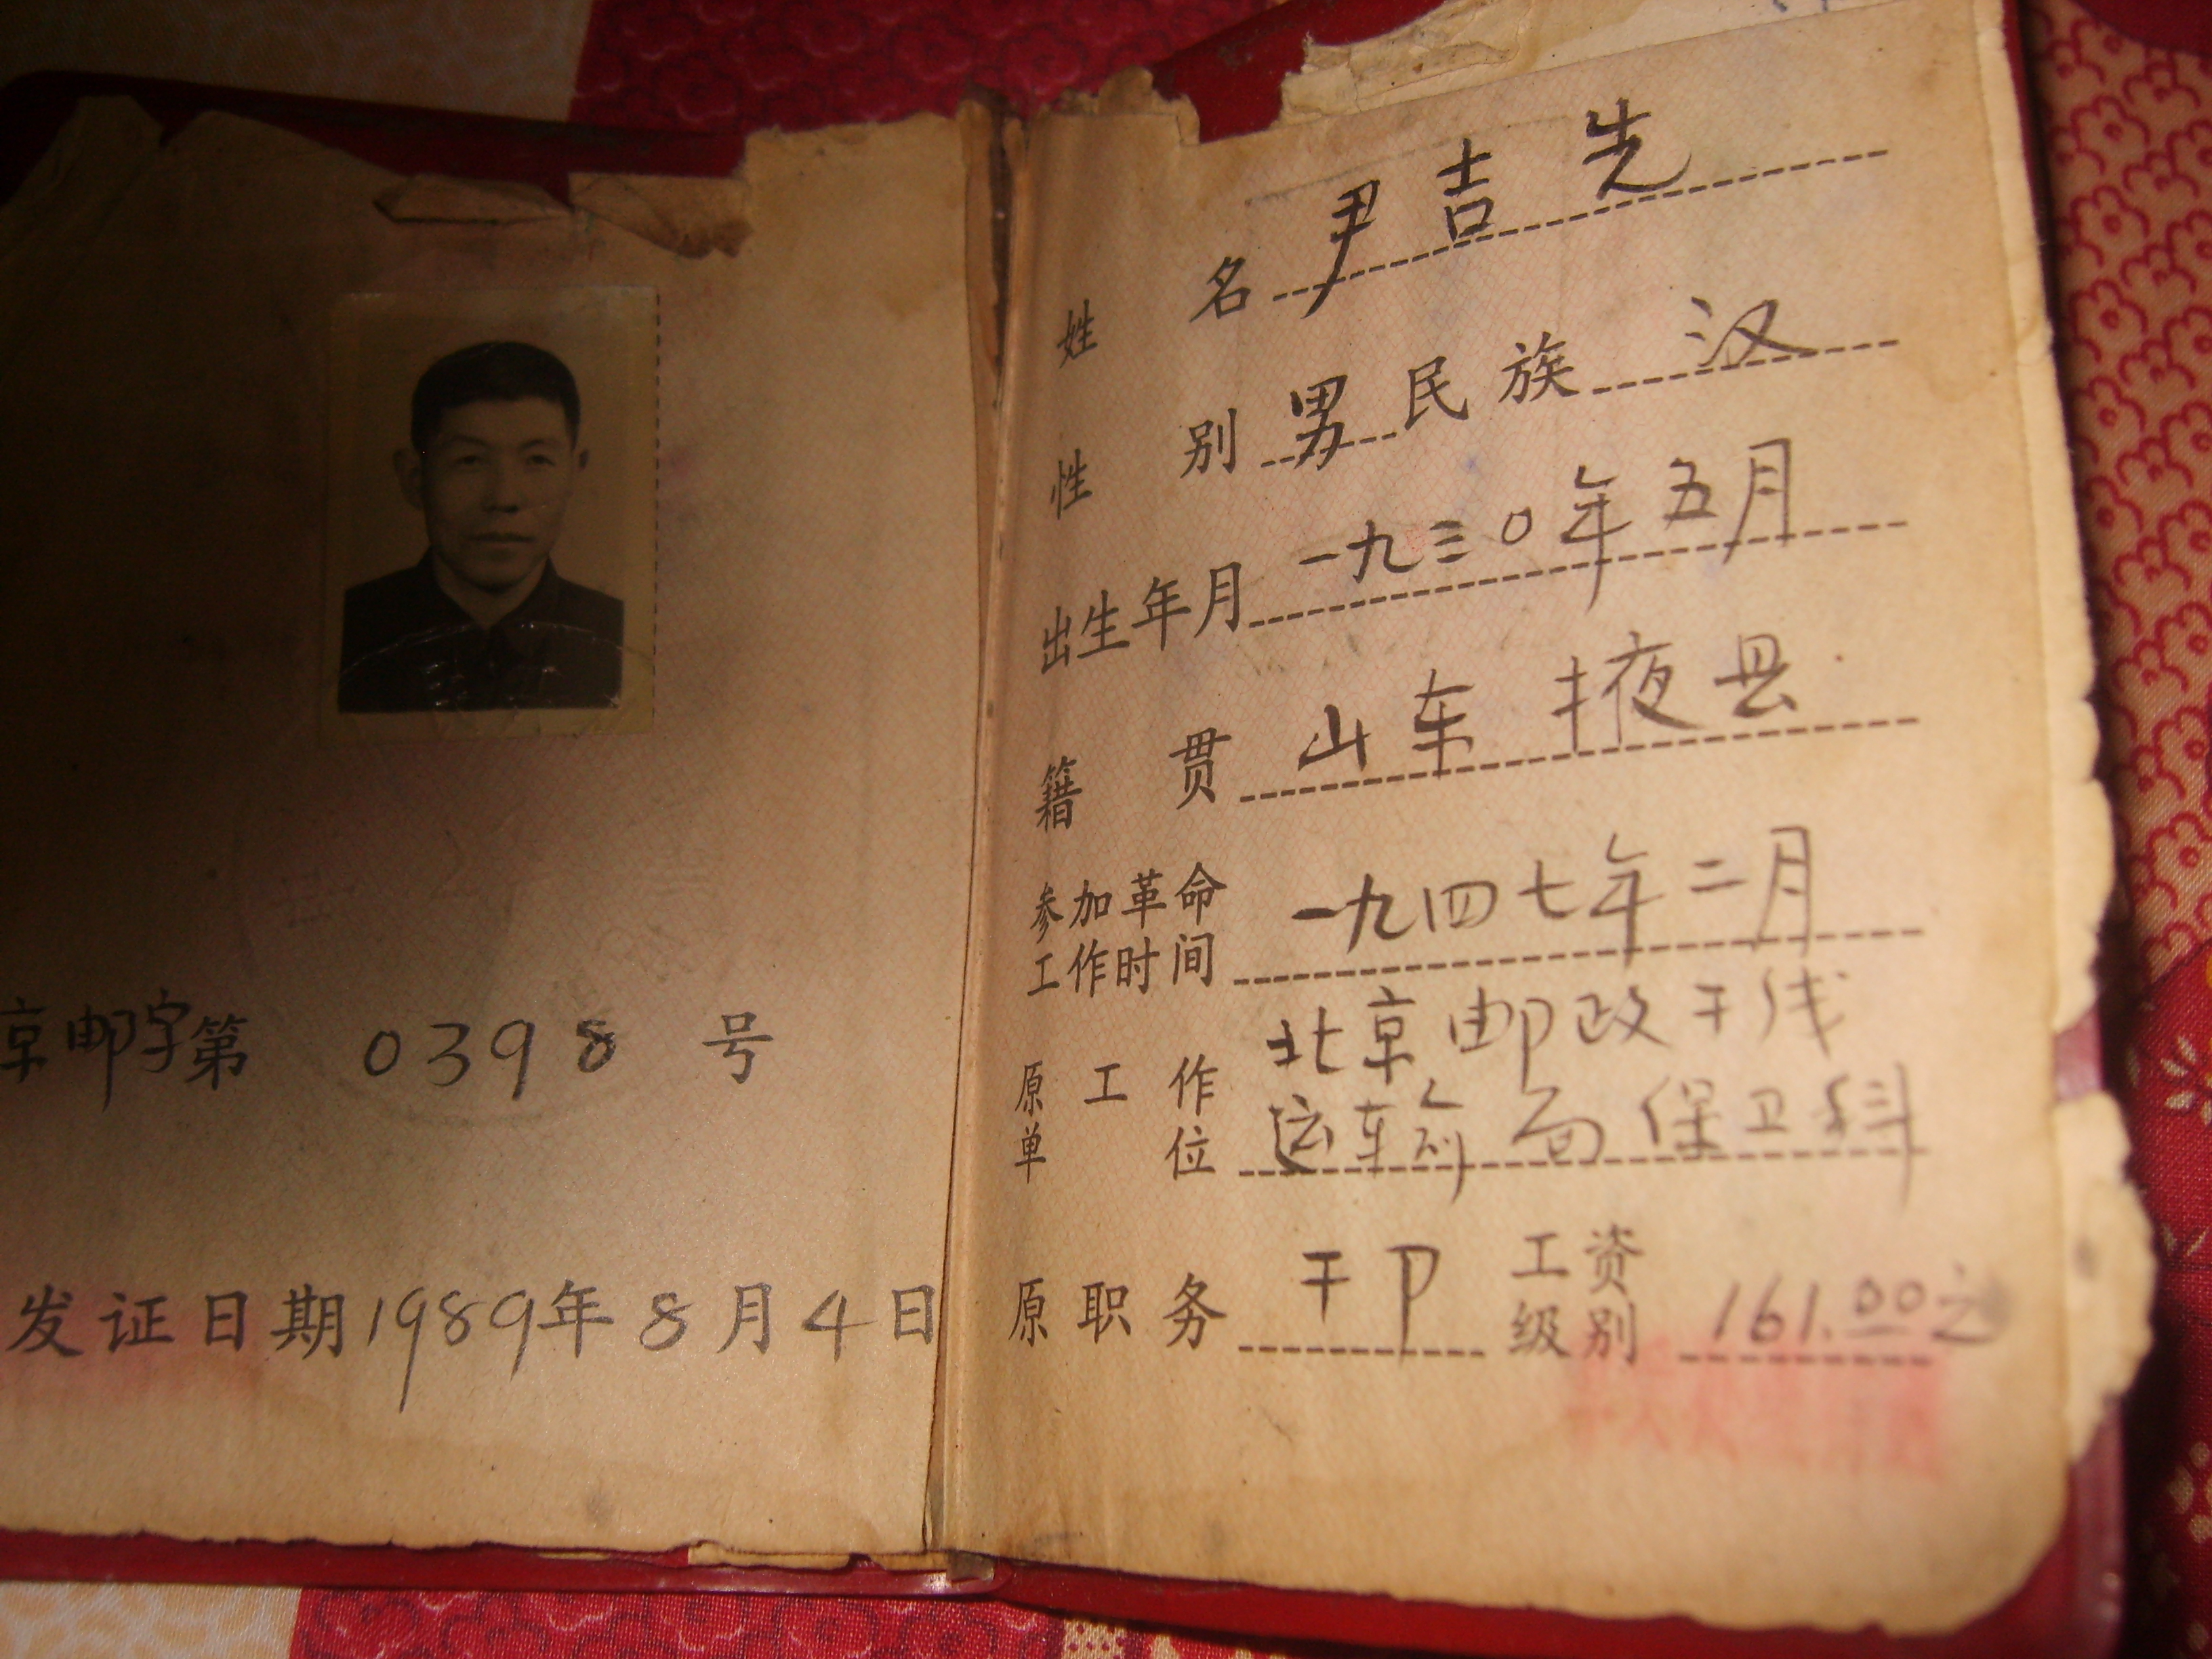 京邮字第 0398 号
发证日期1989年8月4日
姓名 尹吉先
性别 男 民族 汉
出生年月 一九三〇年五月
籍贯 山东 掖县
参加革命
工作时间 一九四七年二月
原工作
单位 北京邮政干线
运输局保卫科
原职务 干卩 工资
级别 161.00元